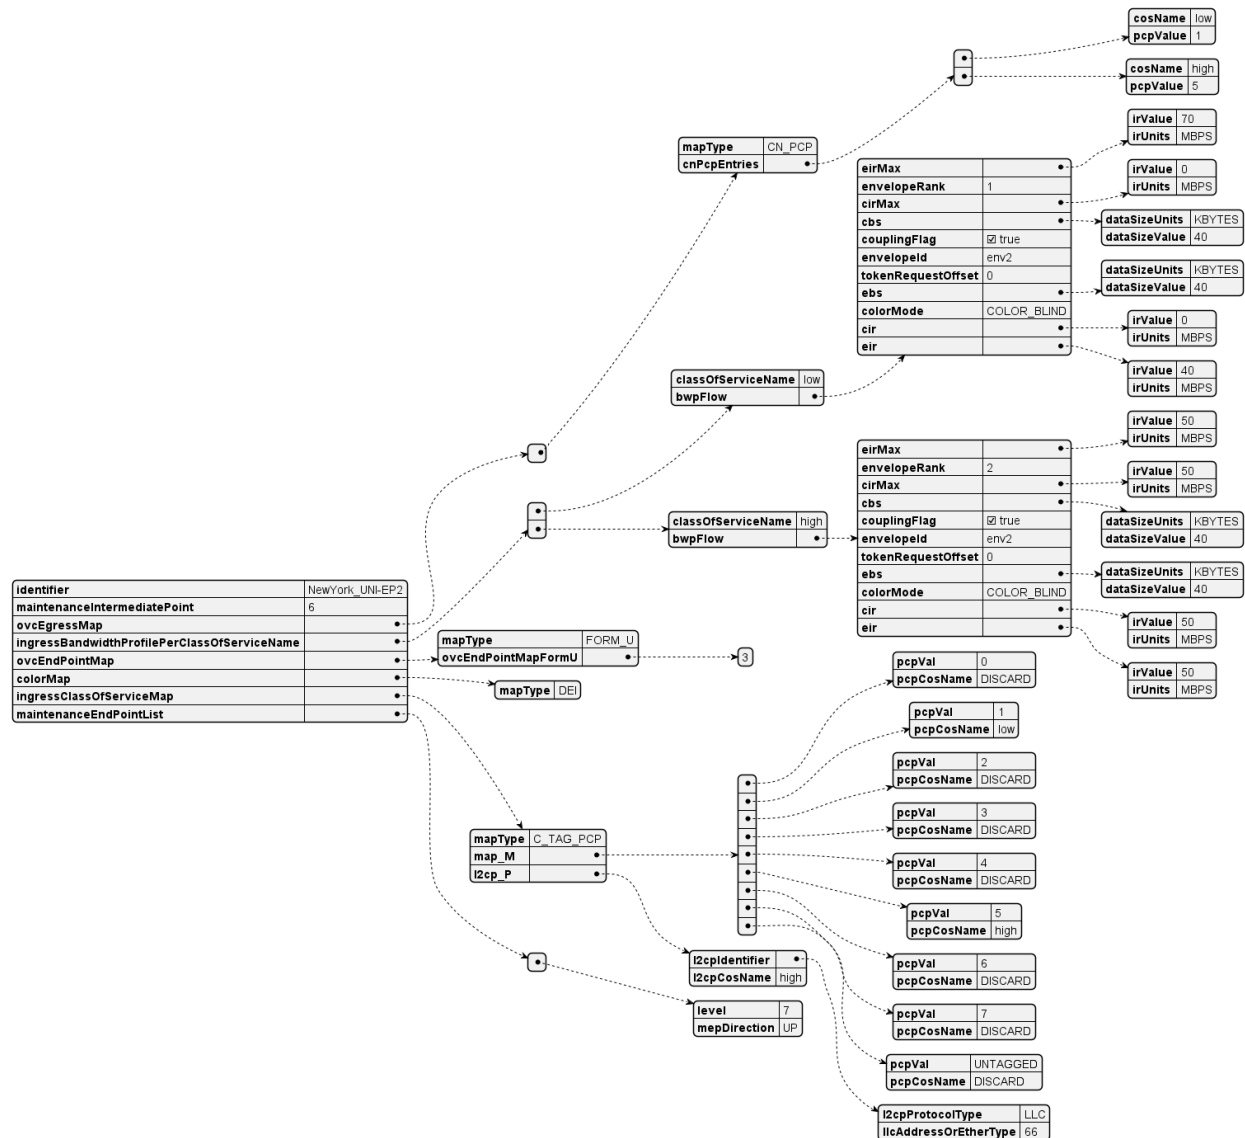 identifier NewYork_UNI-EP2
maintenanceIntermediatePoint 6
ovcEgressMap
ingressBandwidthProfilePerClassOfServiceName
ovcEndPointMap
colorMap
ingressClassOfServiceMap
maintenanceEndPointList
mapType CN_PCP
cnPcpEntries
cosName low
pcpValue 1
cosName high
pcpValue 5
classOfServiceName low
bwpFlow
eirMax
envelopeRank 1
cirMax
cbs
couplingFlag ☑ true
envelopeId env2
tokenRequestOffset 0
ebs
colorMode COLOR_BLIND
cir
eir
irValue 70
irUnits MBPS
irValue 0
irUnits MBPS
dataSizeUnits KBYTES
dataSizeValue 40
dataSizeUnits KBYTES
dataSizeValue 40
irValue 0
irUnits MBPS
irValue 40
irUnits MBPS
classOfServiceName high
bwpFlow
eirMax
envelopeRank 2
cirMax
cbs
couplingFlag ☑ true
envelopeId env2
tokenRequestOffset 0
ebs
colorMode COLOR_BLIND
cir
eir
irValue 50
irUnits MBPS
irValue 50
irUnits MBPS
dataSizeUnits KBYTES
dataSizeValue 40
dataSizeUnits KBYTES
dataSizeValue 40
irValue 50
irUnits MBPS
irValue 50
irUnits MBPS
mapType FORM_U
ovcEndPointMapFormU
3
mapType DEI
mapType C_TAG_PCP
map_M
l2cp_P
pcpVal 0
pcpCosName DISCARD
pcpVal 1
pcpCosName low
pcpVal 2
pcpCosName DISCARD
pcpVal 3
pcpCosName DISCARD
pcpVal 4
pcpCosName DISCARD
pcpVal 5
pcpCosName high
pcpVal 6
pcpCosName DISCARD
pcpVal 7
pcpCosName DISCARD
pcpVal UNTAGGED
pcpCosName DISCARD
l2cpIdentifier
l2cpCosName high
l2cpProtocolType LLC
llcAddressOrEtherType 66
level 7
mepDirection UP